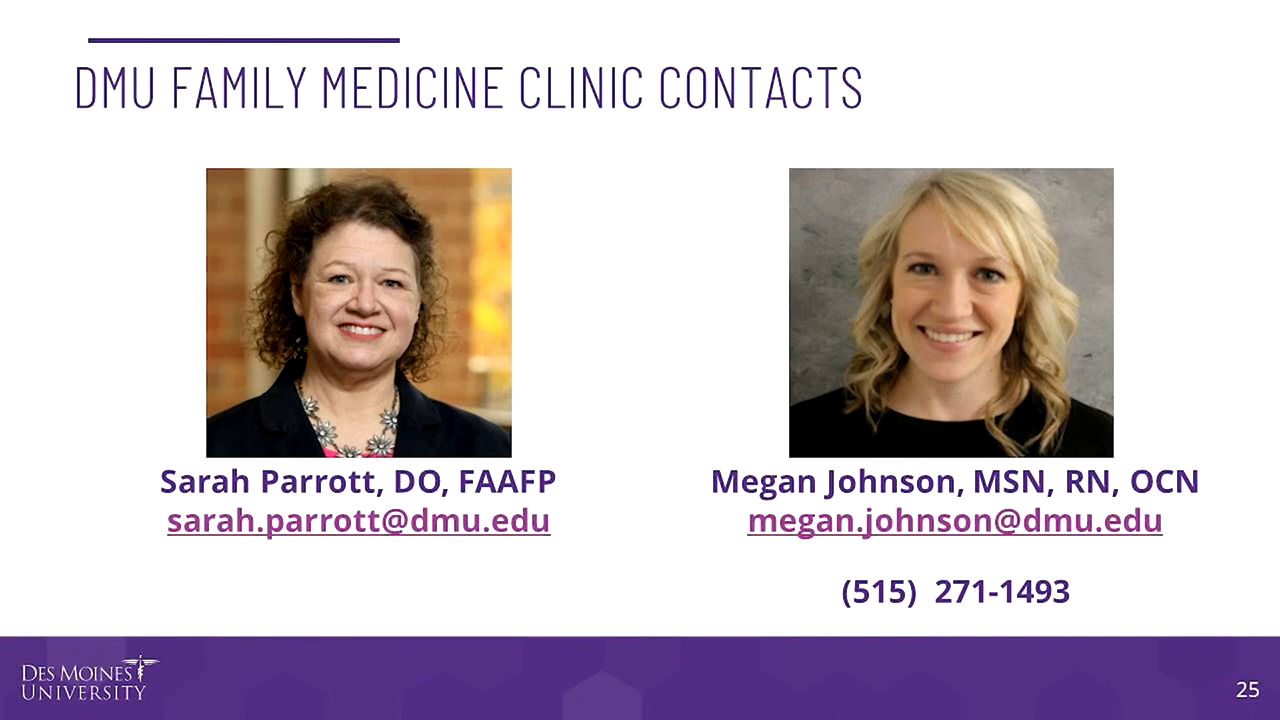 DMU FAMILY MEDICINE CLINIC CONTACTS
Sarah Parrott, DO, FAAFP
sarah.parrott@dmu.edu
Megan Johnson, MSN, RN, OCN
megan.johnson@dmu.edu
(515) 271-1493
DES MOINES
UNIVERSITY
25